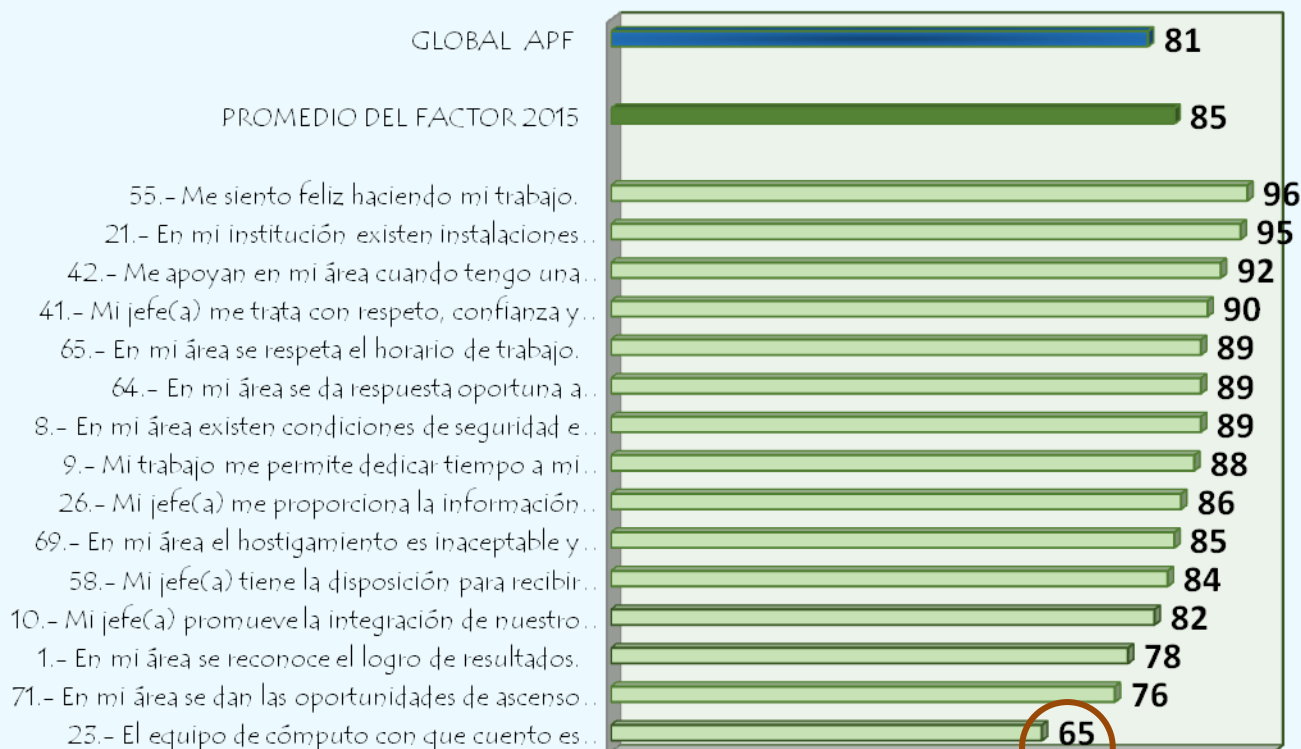 GLOBAL APF 81
PROMEDIO DEL FACTOR 2015 85
55.- Me siento feliz haciendo mi trabajo. 96
21.- En mi institución existen instalaciones.. 95
42.- Me apoyan en mi área cuando tengo una.. 92
41.- Mi jefe(a) me trata con respeto, confianza y.. 90
65.- En mi área se respeta el horario de trabajo. 89
64.- En mi área se da respuesta oportuna a.. 89
8.- En mi área existen condiciones de seguridad e.. 89
9.- Mi trabajo me permite dedicar tiempo a mi.. 88
26.- Mi jefe(a) me proporciona la información.. 86
69.- En mi área el hostigamiento es inaceptable y.. 85
58.- Mi jefe(a) tiene la disposición para recibir.. 84
10.- Mi jefe(a) promueve la integración de nuestro.. 82
1.- En mi área se reconoce el logro de resultados. 78
71.- En mi área se dan las oportunidades de ascenso.. 76
23.- El equipo de cómputo con que cuento es.. 65